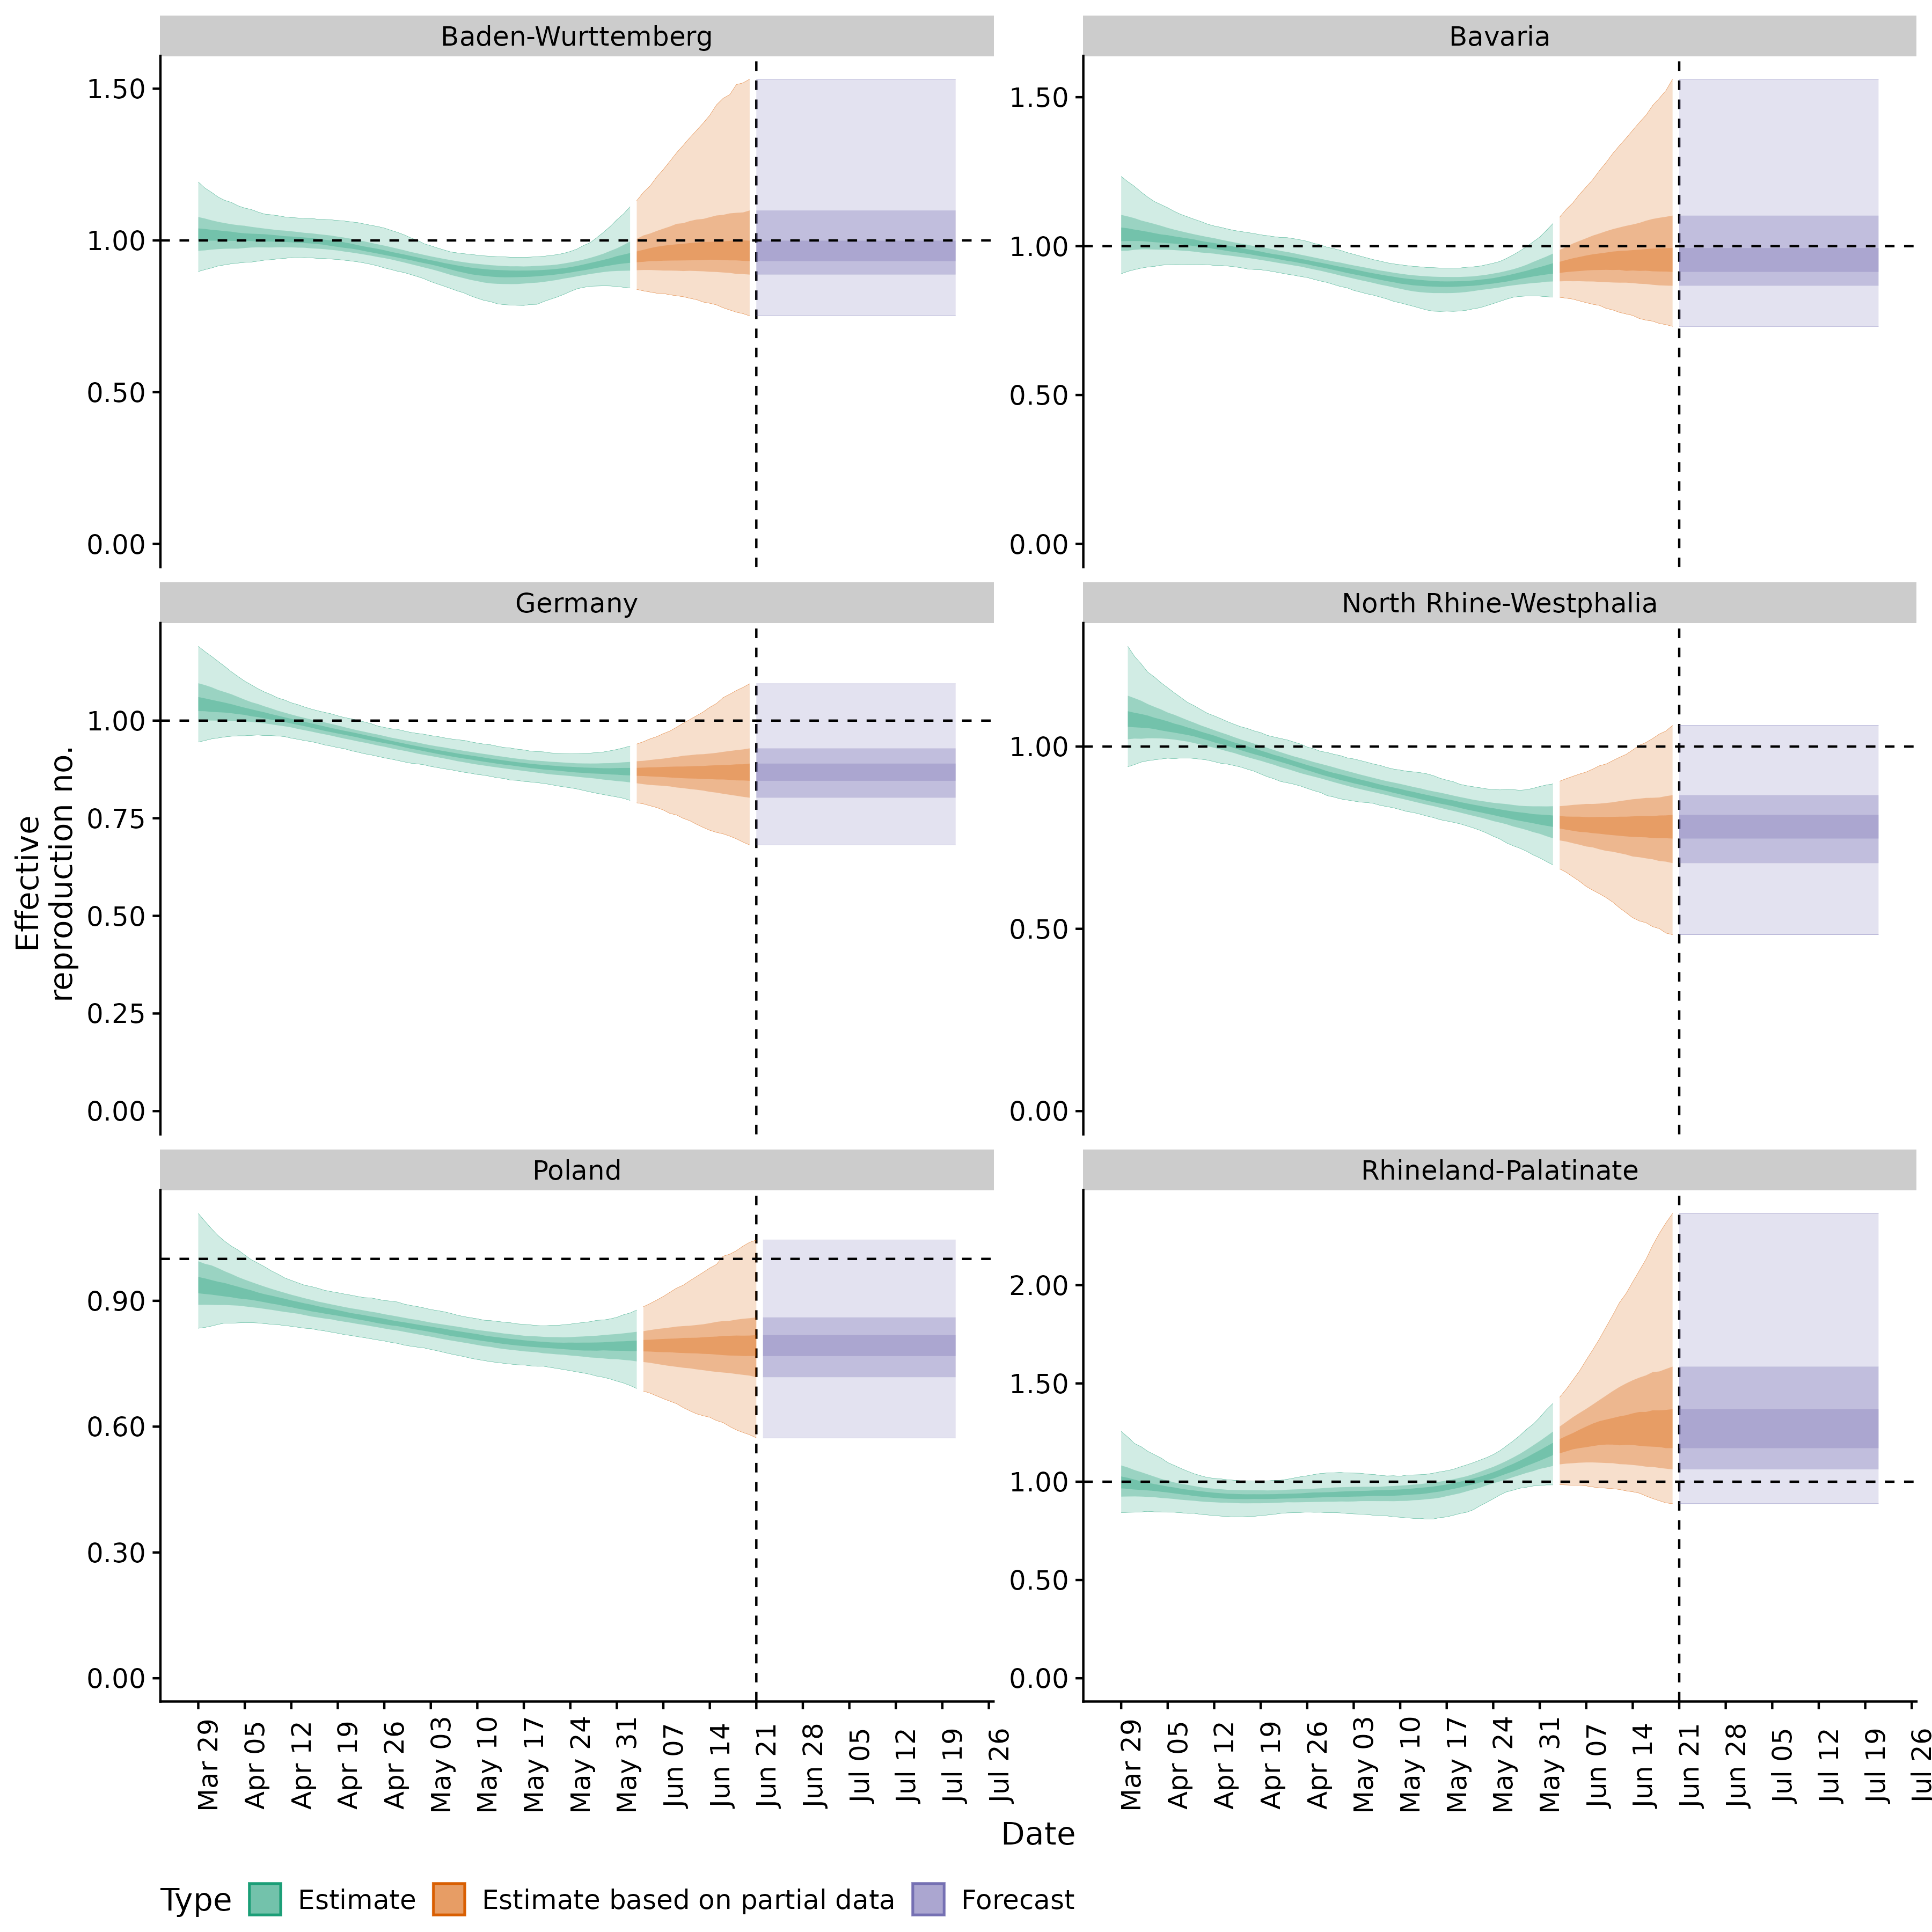 Baden-Wurttemberg
Bavaria
1.50
1.00
0.50
0.00
1.50
1.00
0.50
0.00
Germany
North Rhine-Westphalia
1.00
0.75
0.50
0.25
0.00
1.00
0.50
0.00
Effective
reproduction no.
Poland
Rhineland-Palatinate
0.90
0.60
0.30
0.00
2.00
1.50
1.00
0.50
0.00
Mar 29
Apr 05
Apr 12
Apr 19
Apr 26
May 03
May 10
May 17
May 24
May 31
Jun 07
Jun 14
Jun 21
Jun 28
Jul 05
Jul 12
Jul 19
Jul 26
Mar 29
Apr 05
Apr 12
Apr 19
Apr 26
May 03
May 10
May 17
May 24
May 31
Jun 07
Jun 14
Jun 21
Jun 28
Jul 05
Jul 12
Jul 19
Jul 26
Date
Type Estimate Estimate based on partial data Forecast